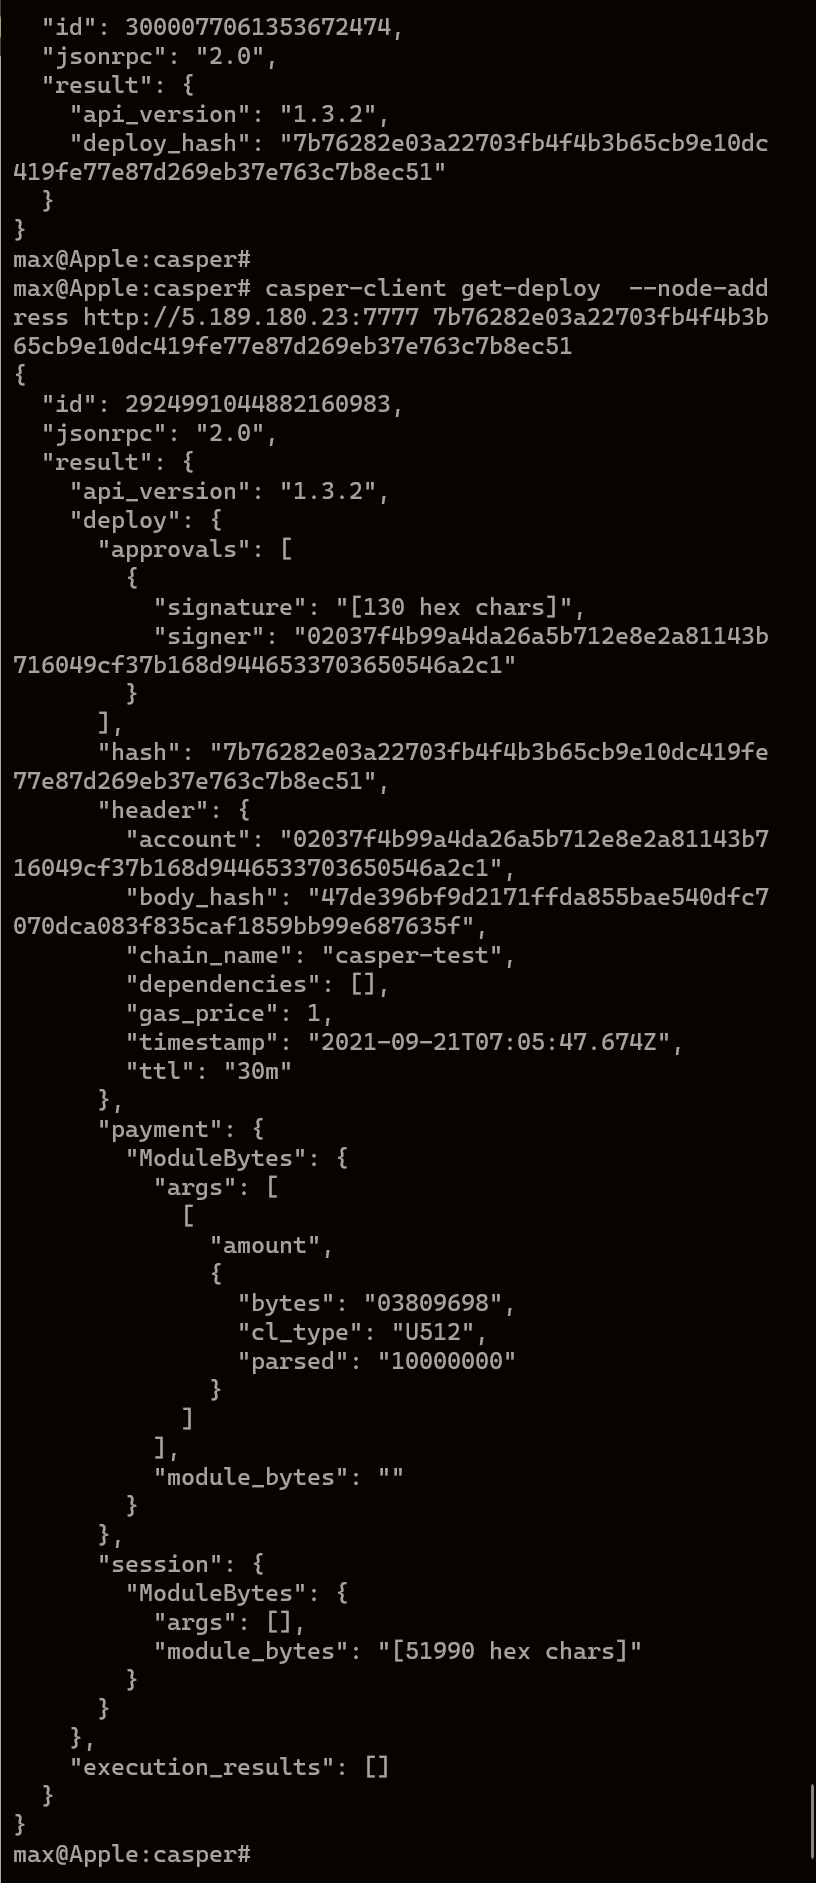 "id": 3000077061353672474,
  "jsonrpc": "2.0",
  "result": {
    "api_version": "1.3.2",
    "deploy_hash": "7b76282e03a22703fb4f4b3b65cb9e10dc
419fe77e87d269eb37e763c7b8ec51"
  }
}
max@Apple:casper#
max@Apple:casper# casper-client get-deploy  --node-add
ress http://5.189.180.23:7777 7b76282e03a22703fb4f4b3b
65cb9e10dc419fe77e87d269eb37e763c7b8ec51
{
  "id": 2924991044882160983,
  "jsonrpc": "2.0",
  "result": {
    "api_version": "1.3.2",
    "deploy": {
      "approvals": [
        {
          "signature": "[130 hex chars]",
          "signer": "02037f4b99a4da26a5b712e8e2a81143b
716049cf37b168d9446533703650546a2c1"
        }
      ],
      "hash": "7b76282e03a22703fb4f4b3b65cb9e10dc419fe
77e87d269eb37e763c7b8ec51",
      "header": {
        "account": "02037f4b99a4da26a5b712e8e2a81143b7
16049cf37b168d9446533703650546a2c1",
        "body_hash": "47de396bf9d2171ffda855bae540dfc7
070dca083f835caf1859bb99e687635f",
        "chain_name": "casper-test",
        "dependencies": [],
        "gas_price": 1,
        "timestamp": "2021-09-21T07:05:47.674Z",
        "ttl": "30m"
      },
      "payment": {
        "ModuleBytes": {
          "args": [
            [
              "amount",
              {
                "bytes": "03809698",
                "cl_type": "U512",
                "parsed": "10000000"
              }
            ]
          ],
          "module_bytes": ""
        }
      },
      "session": {
        "ModuleBytes": {
          "args": [],
          "module_bytes": "[51990 hex chars]"
        }
      }
    },
    "execution_results": []
  }
}
max@Apple:casper#